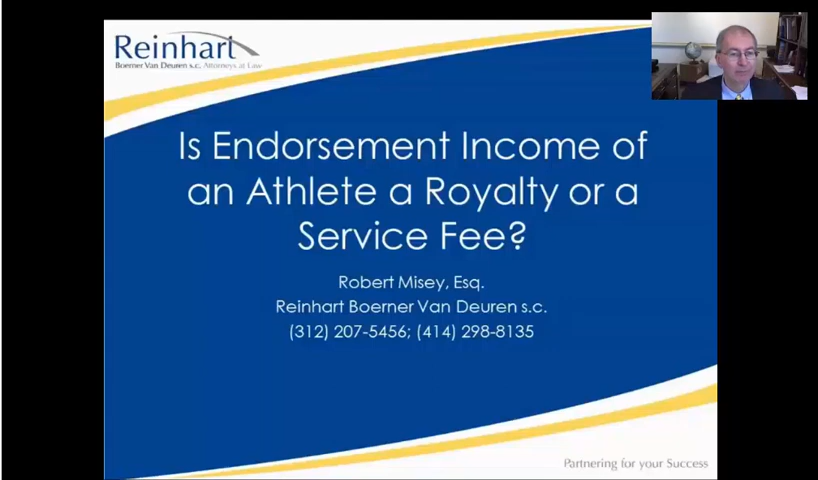 Reinhart
Boerner Van Deuren s.c. Attorneys at Law
Is Endorsement Income of
an Athlete a Royalty or a
Service Fee?
Robert Misey, Esq.
Reinhart Boerner Van Deuren s.c.
(312) 207-5456; (414) 298-8135
Partnering for your Success